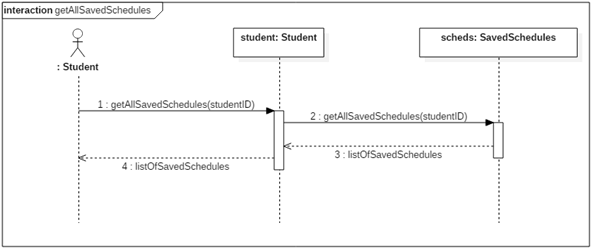 interaction getAllSavedSchedules
student: Student
scheds: SavedSchedules
: Student
1 : getAllSavedSchedules(studentID)
2 : getAllSavedSchedules(studentID)
3 : listOfSavedSchedules
4 : listOfSavedSchedules